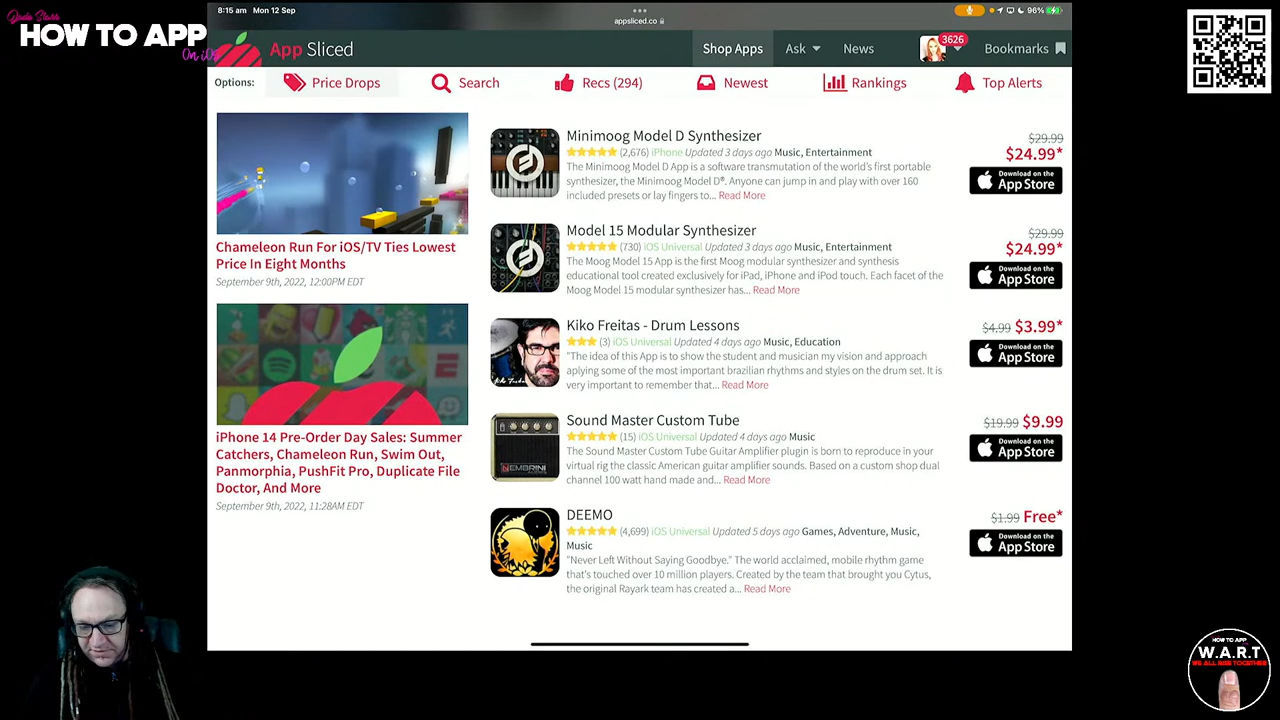 8:15 am Mon 12 Sep
appsliced.co
96%
HOW TO APP
On iOS
App Sliced
Shop Apps
Ask
News
3626
Bookmarks
Options:
Price Drops
Search
Recs (294)
Newest
Rankings
Top Alerts
Chameleon Run For iOS/TV Ties Lowest
Price In Eight Months
September 9th, 2022, 12:00PM EDT
iPhone 14 Pre-Order Day Sales: Summer
Catchers, Chameleon Run, Swim Out,
Panmorphia, PushFit Pro, Duplicate File
Doctor, And More
September 9th, 2022, 11:28AM EDT
Minimoog Model D Synthesizer
(2,676) iPhone Updated 3 days ago Music, Entertainment
The Minimoog Model D App is a software transmutation of the world's first portable
synthesizer, the Minimoog Model D®. Anyone can jump in and play with over 160
included presets or lay fingers to... Read More
$29.99
$24.99*
Download on the
App Store
Model 15 Modular Synthesizer
(730) iOS Universal Updated 3 days ago Music, Entertainment
The Moog Model 15 App is the first Moog modular synthesizer and synthesis
educational tool created exclusively for iPad, iPhone and iPod touch. Each facet of the
Moog Model 15 modular synthesizer has... Read More
$29.99
$24.99*
Download on the
App Store
Kiko Freitas - Drum Lessons
(3) iOS Universal Updated 4 days ago Music, Education
"The idea of this App is to show the student and musician my vision and approach
aplying some of the most important brazilian rhythms and styles on the drum set. It is
very important to remember that... Read More
$4.99 $3.99*
Download on the
App Store
Sound Master Custom Tube
(15) iOS Universal Updated 4 days ago Music
The Sound Master Custom Tube Guitar Amplifier plugin is born to reproduce in your
virtual rig the classic American guitar amplifier sounds. Based on a custom shop dual
channel 100 watt hand made and... Read More
NEMBRINI
$19.99 $9.99
Download on the
App Store
DEEMO
(4,699) iOS Universal Updated 5 days ago Games, Adventure, Music,
Music
"Never Left Without Saying Goodbye." The world acclaimed, mobile rhythm game
that's touched over 10 million players. Created by the team that brought you Cytus,
the original Rayark team has created a... Read More
$1.99 Free*
Download on the
App Store
HOW TO APP
W.A.R.T
WE ALL RISE TOGETHER